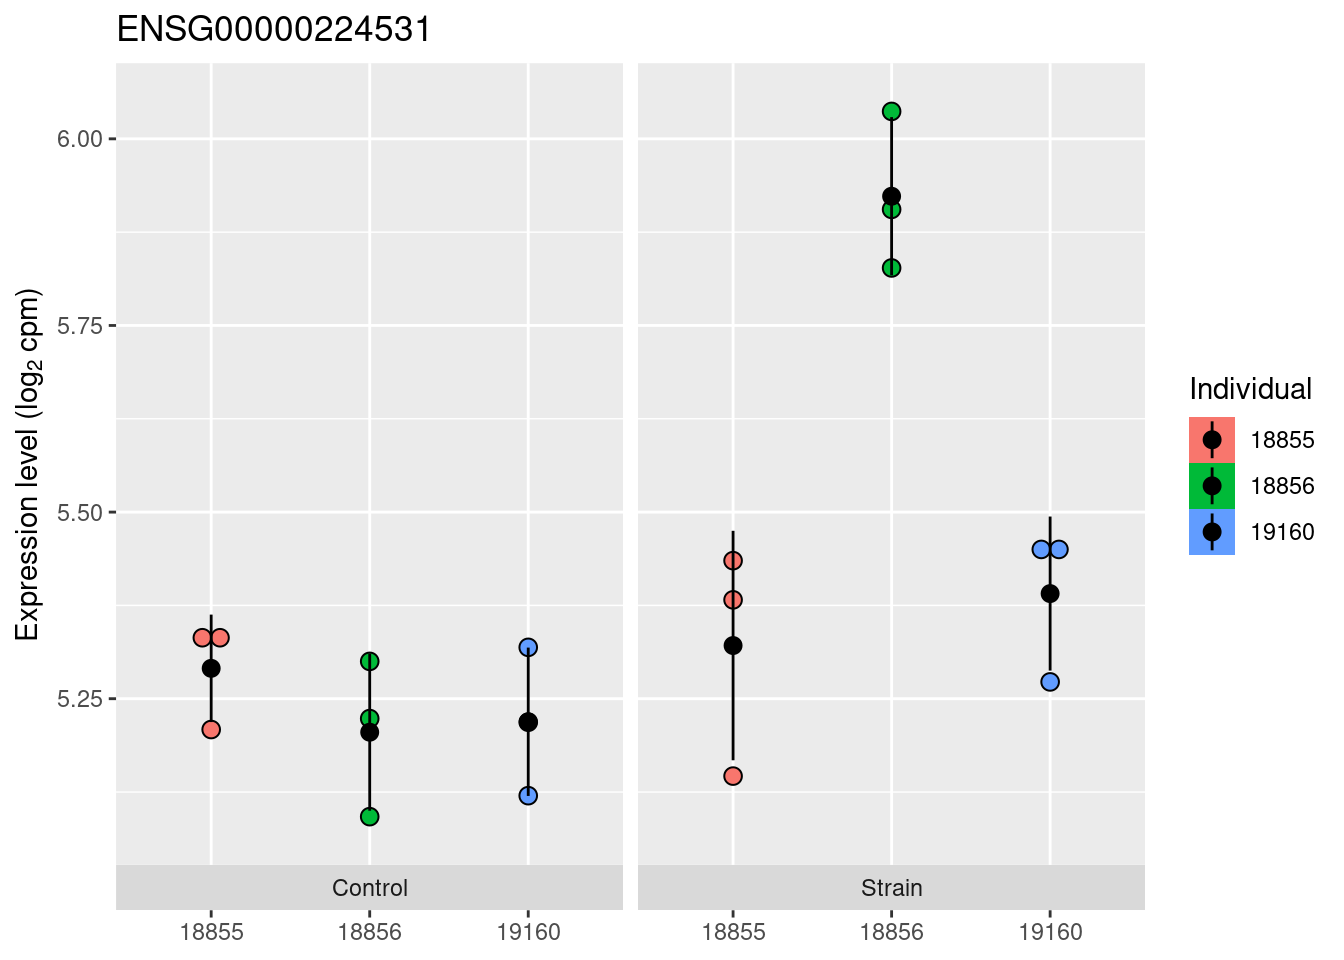 ENSG00000224531
Expression level (log₂ cpm)
6.00
5.75
5.50
5.25
Control
Strain
18855
18856
19160
18855
18856
19160
Individual
18855
18856
19160